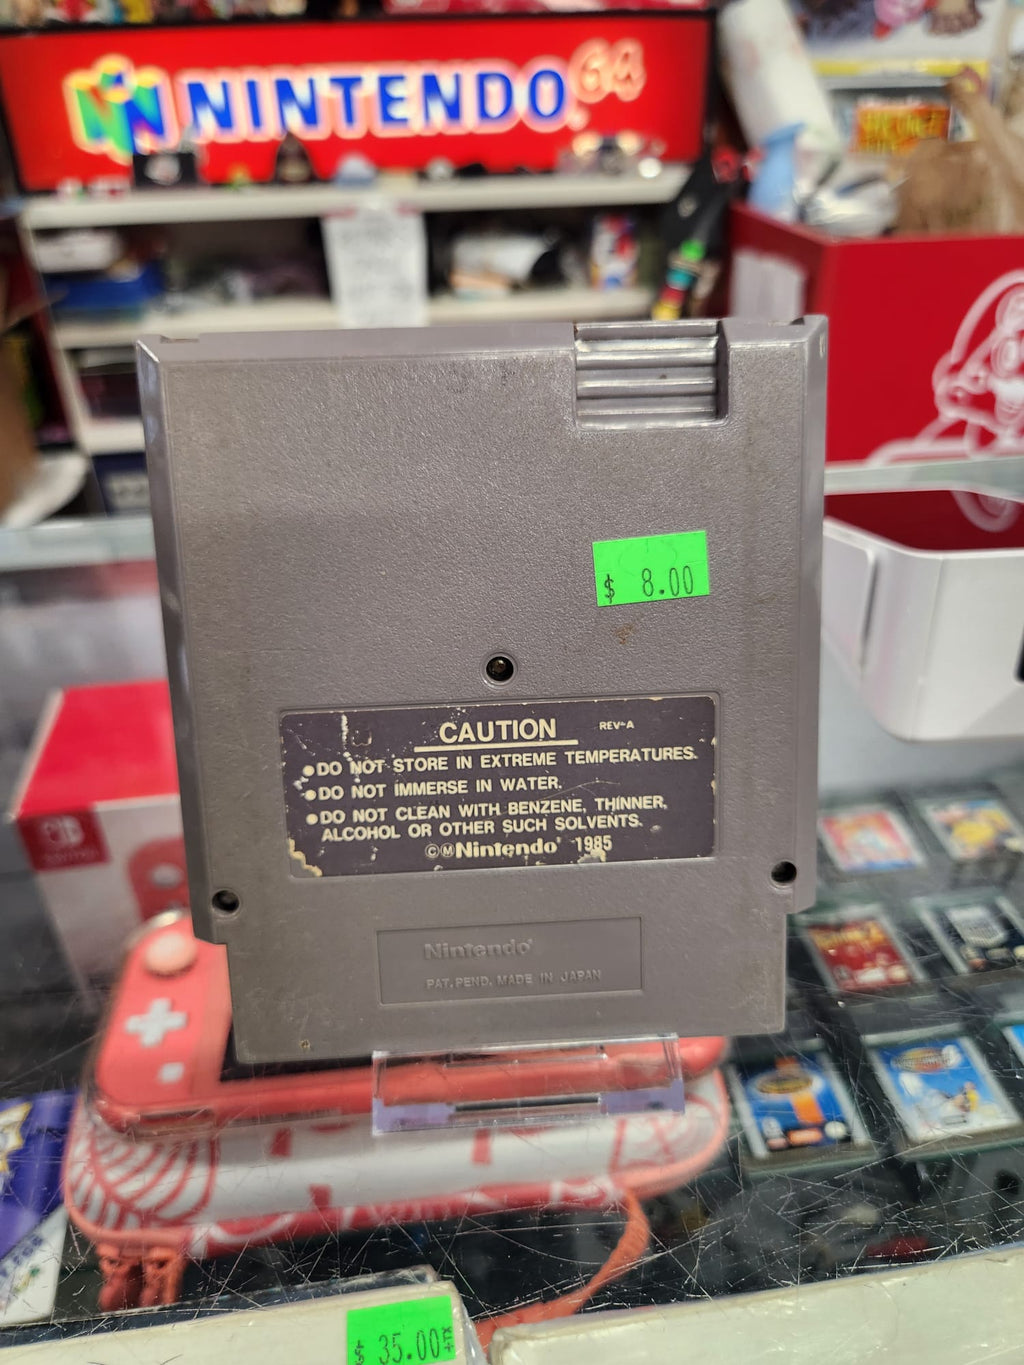 NINTENDO 64
$ 8.00
CAUTION REV-A
●DO NOT STORE IN EXTREME TEMPERATURES.
●DO NOT IMMERSE IN WATER.
●DO NOT CLEAN WITH BENZENE, THINNER,
ALCOHOL OR OTHER SUCH SOLVENTS.
©Ⓜ Nintendo® 1985
Nintendo®
PAT. PEND. MADE IN JAPAN
$ 35.00